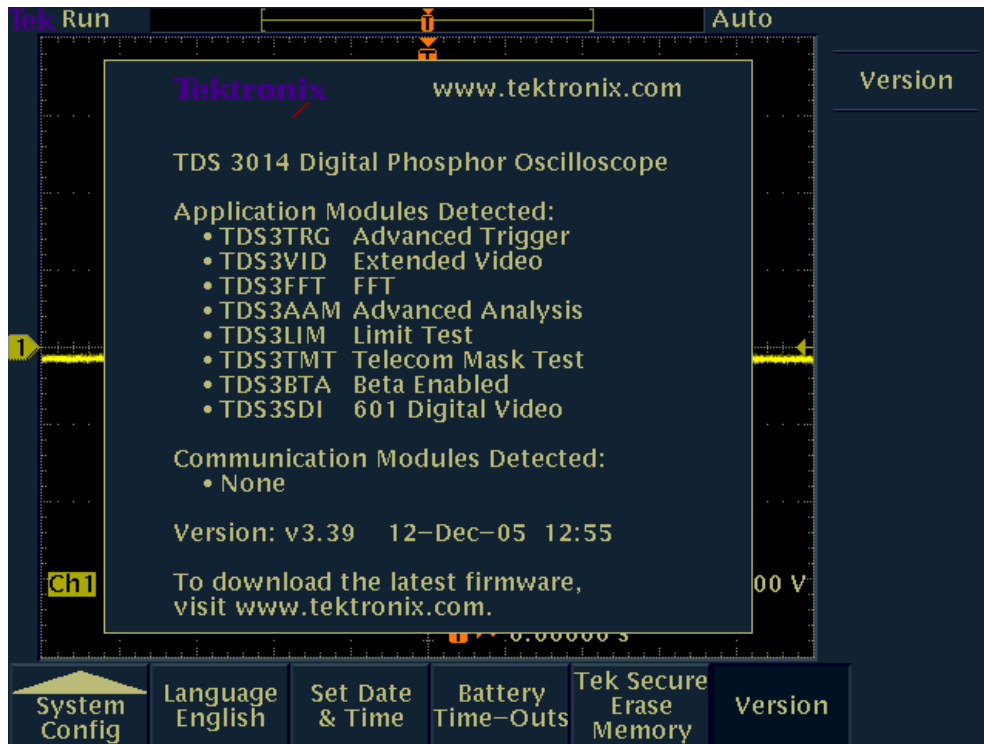 Tek Run
Auto
T
T
Version
Tektronix www.tektronix.com
TDS 3014 Digital Phosphor Oscilloscope
Application Modules Detected:
• TDS3TRG Advanced Trigger
• TDS3VID Extended Video
• TDS3FFT FFT
• TDS3AAM Advanced Analysis
• TDS3LIM Limit Test
• TDS3TMT Telecom Mask Test
• TDS3BTA Beta Enabled
• TDS3SDI 601 Digital Video
1
Communication Modules Detected:
• None
Version: v3.39 12–Dec–05 12:55
To download the latest firmware,
visit www.tektronix.com.
Ch1
00 V
T 0.00000 s
System
Config
Language
English
Set Date
& Time
Battery
Time–Outs
Tek Secure
Erase
Memory
Version